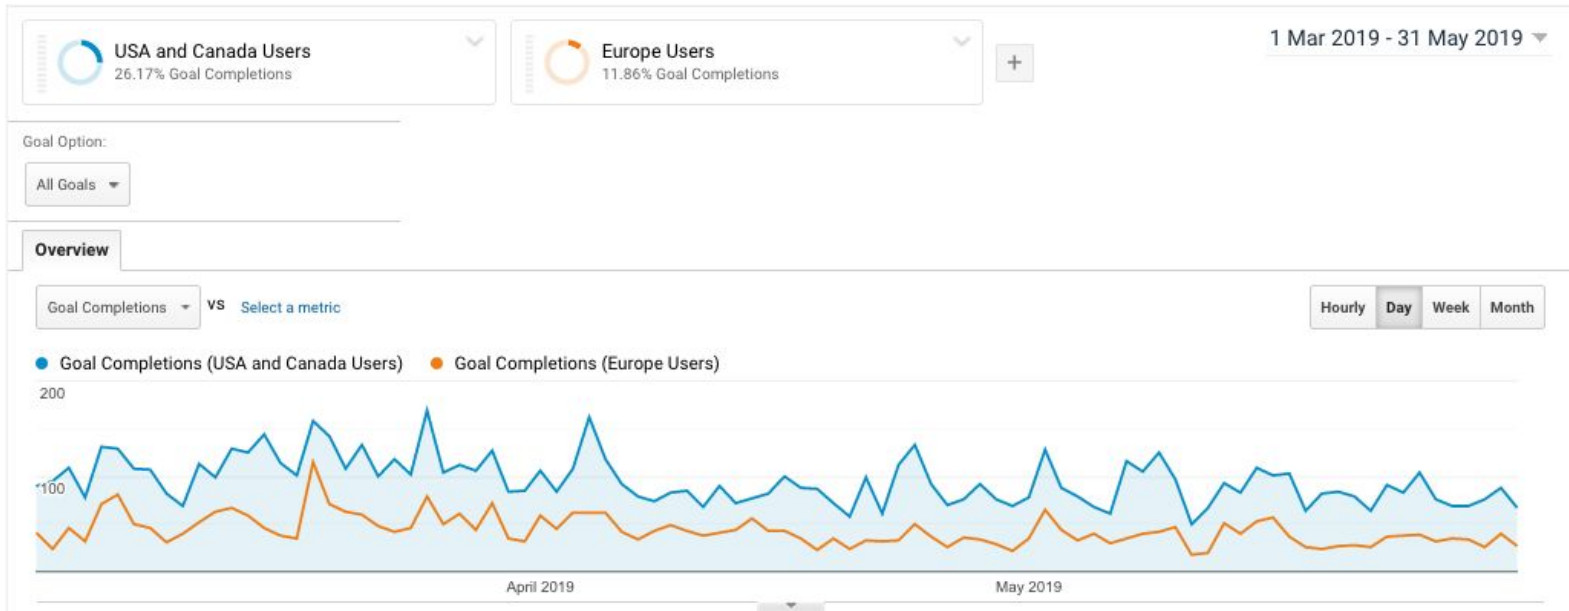 USA and Canada Users
26.17% Goal Completions
Europe Users
11.86% Goal Completions
+
1 Mar 2019 - 31 May 2019
Goal Option:
All Goals
Overview
Goal Completions
VS
Select a metric
Hourly
Day
Week
Month
Goal Completions (USA and Canada Users)
Goal Completions (Europe Users)
200
100
April 2019
May 2019